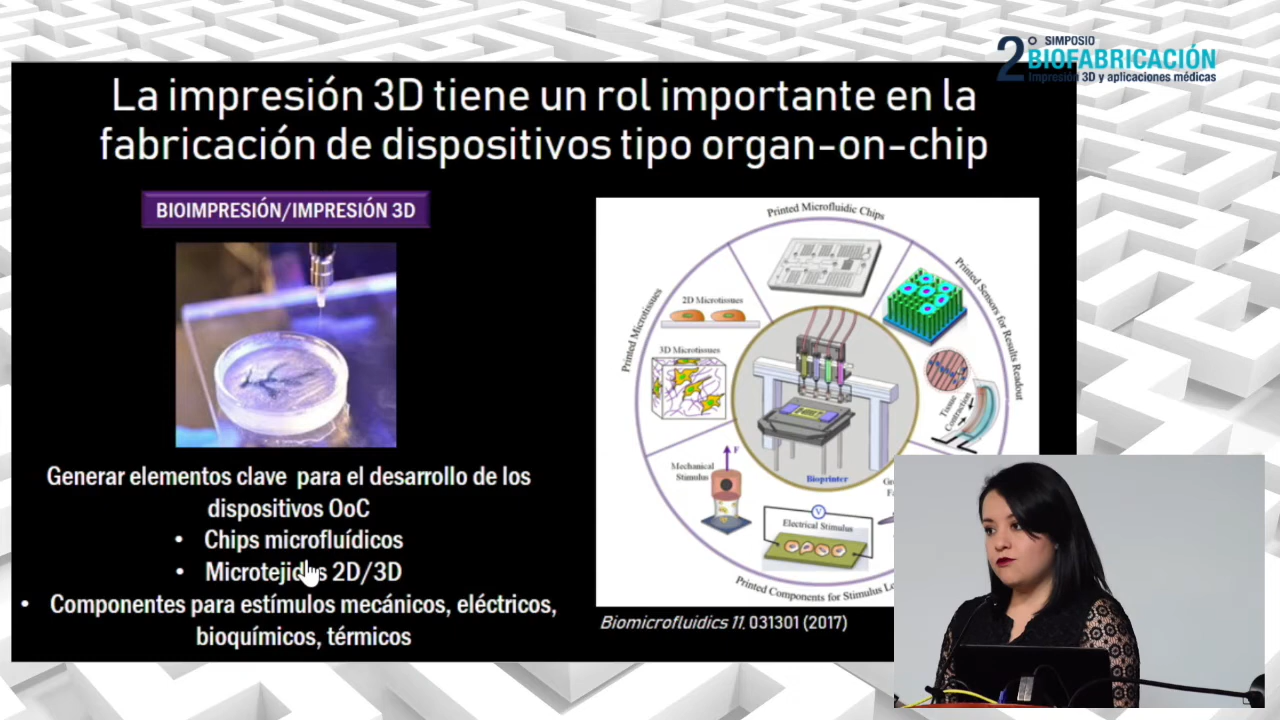 2° SIMPOSIO
BIOFABRICACIÓN
Impresión 3D y aplicaciones médicas
La impresión 3D tiene un rol importante en la
fabricación de dispositivos tipo organ-on-chip
BIOIMPRESIÓN/IMPRESIÓN 3D
Generar elementos clave para el desarrollo de los
dispositivos OoC
• Chips microfluídicos
• Microtejidos 2D/3D
• Componentes para estímulos mecánicos, eléctricos,
bioquímicos, térmicos
Printed Microfluidic Chips
Printed Sensors for Results Readout
Printed Microtissues
2D Microtissues
3D Microtissues
Tissue
Contraction
Mechanical
Stimulus
F
Bioprinter
V
Electrical Stimulus
Printed Components for Stimulus
Biomicrofluidics 11, 031301 (2017)